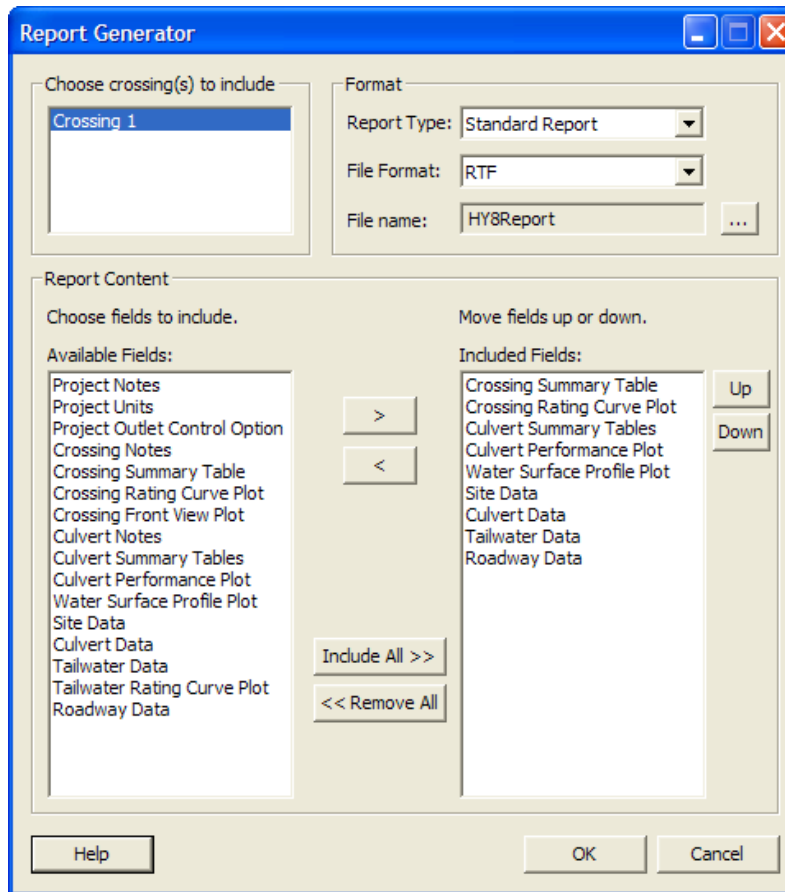 Report Generator
Choose crossing(s) to include
Crossing 1
Format
Report Type: Standard Report
File Format: RTF
File name: HY8Report ...
Report Content
Choose fields to include.
Move fields up or down.
Available Fields:
Project Notes
Project Units
Project Outlet Control Option
Crossing Notes
Crossing Summary Table
Crossing Rating Curve Plot
Crossing Front View Plot
Culvert Notes
Culvert Summary Tables
Culvert Performance Plot
Water Surface Profile Plot
Site Data
Culvert Data
Tailwater Data
Tailwater Rating Curve Plot
Roadway Data
>
<
Include All >>
<< Remove All
Included Fields:
Crossing Summary Table
Crossing Rating Curve Plot
Culvert Summary Tables
Culvert Performance Plot
Water Surface Profile Plot
Site Data
Culvert Data
Tailwater Data
Roadway Data
Up
Down
Help
OK
Cancel